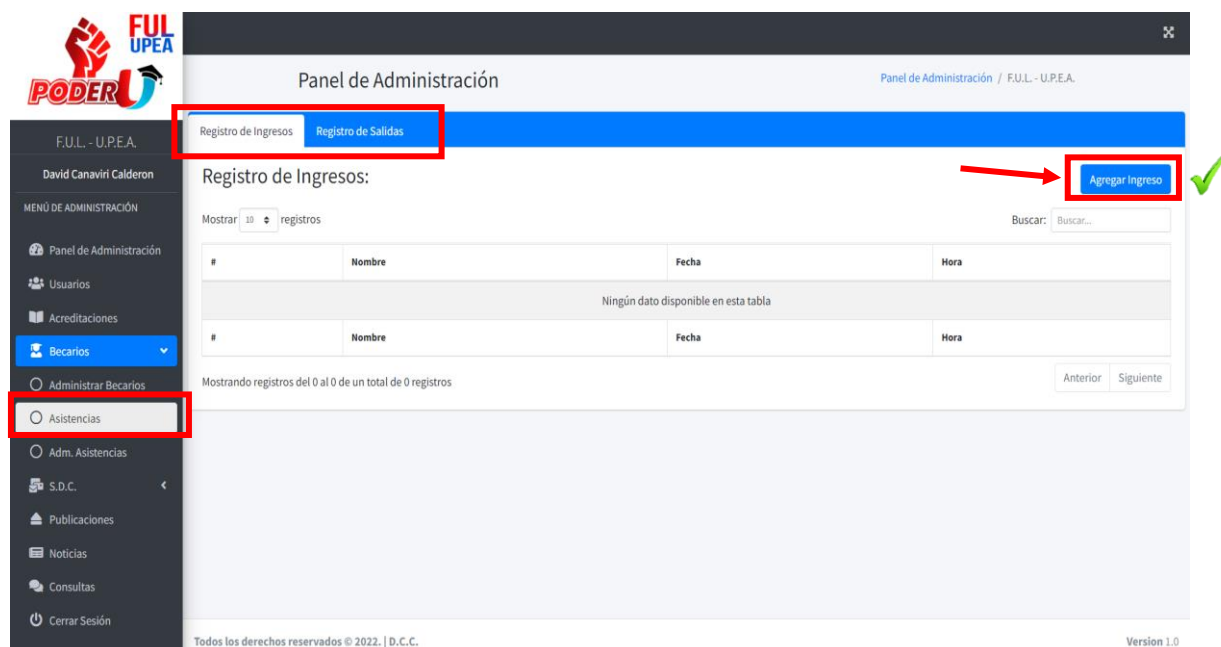 FUL
UPEA
PODER
Panel de Administración
Panel de Administración / F.U.L. - U.P.E.A.
F.U.L. - U.P.E.A.
David Canaviri Calderon
MENÚ DE ADMINISTRACIÓN
Panel de Administración
Usuarios
Acreditaciones
Becarios
Administrar Becarios
Asistencias
Adm. Asistencias
S.D.C.
Publicaciones
Noticias
Consultas
Cerrar Sesión
Registro de Ingresos Registro de Salidas
Registro de Ingresos:
Agregar Ingreso
Mostrar 10 registros
Buscar: Buscar...
# Nombre Fecha Hora
Ningún dato disponible en esta tabla
# Nombre Fecha Hora
Mostrando registros del 0 al 0 de un total de 0 registros
Anterior Siguiente
Todos los derechos reservados © 2022. | D.C.C.
Version 1.0